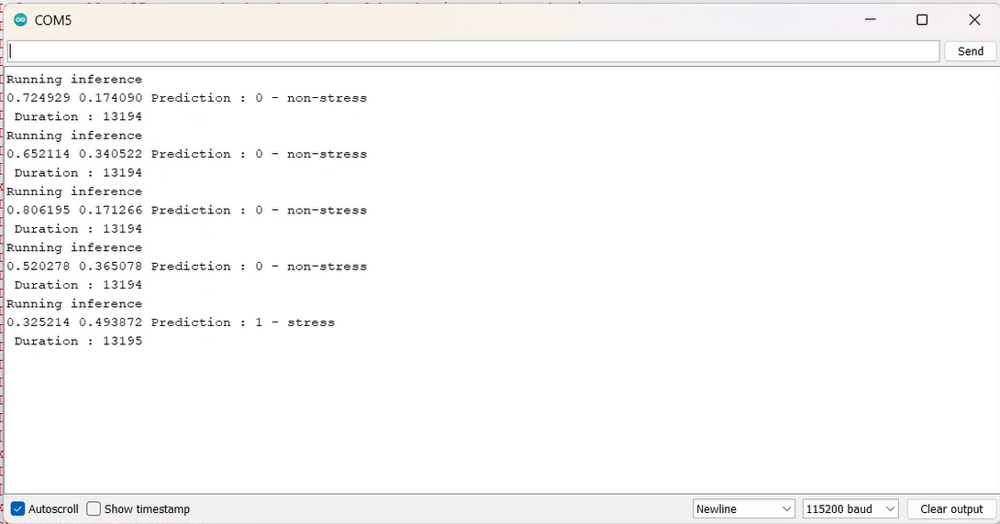 COM5
Send
Running inference
0.724929 0.174090 Prediction : 0 - non-stress
Duration : 13194
Running inference
0.652114 0.340522 Prediction : 0 - non-stress
Duration : 13194
Running inference
0.806195 0.171266 Prediction : 0 - non-stress
Duration : 13194
Running inference
0.520278 0.365078 Prediction : 0 - non-stress
Duration : 13194
Running inference
0.325214 0.493872 Prediction : 1 - stress
Duration : 13195
Autoscroll Show timestamp Newline 115200 baud Clear output